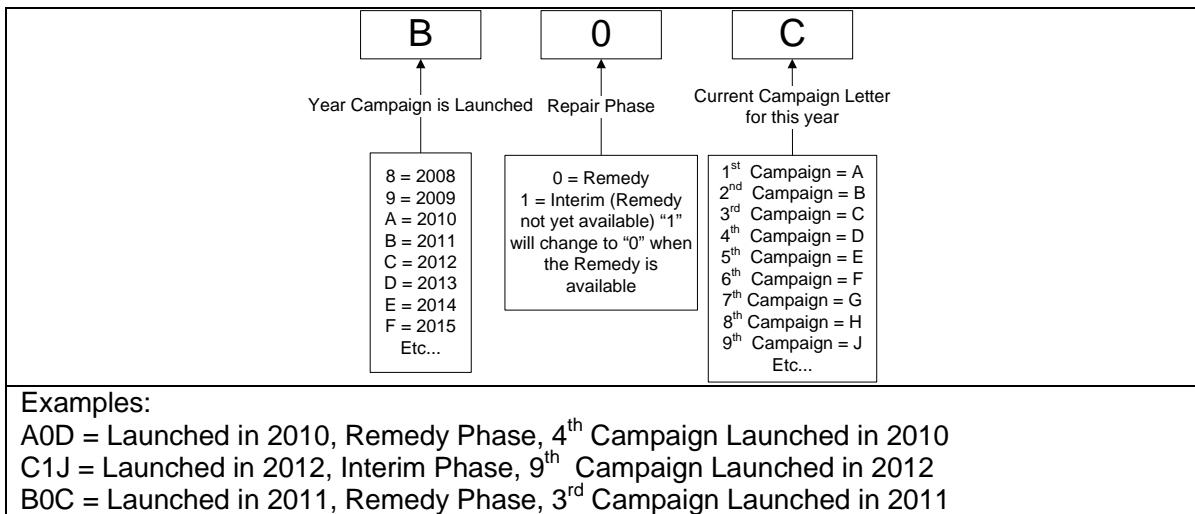 B
0
C
Year Campaign is Launched
Repair Phase
Current Campaign Letter
for this year
8 = 2008
9 = 2009
A = 2010
B = 2011
C = 2012
D = 2013
E = 2014
F = 2015
Etc...
0 = Remedy
1 = Interim (Remedy
not yet available) “1”
will change to “0” when
the Remedy is
available
1st Campaign = A
2nd Campaign = B
3rd Campaign = C
4th Campaign = D
5th Campaign = E
6th Campaign = F
7th Campaign = G
8th Campaign = H
9th Campaign = J
Etc...
Examples:
A0D = Launched in 2010, Remedy Phase, 4th Campaign Launched in 2010
C1J = Launched in 2012, Interim Phase, 9th Campaign Launched in 2012
B0C = Launched in 2011, Remedy Phase, 3rd Campaign Launched in 2011